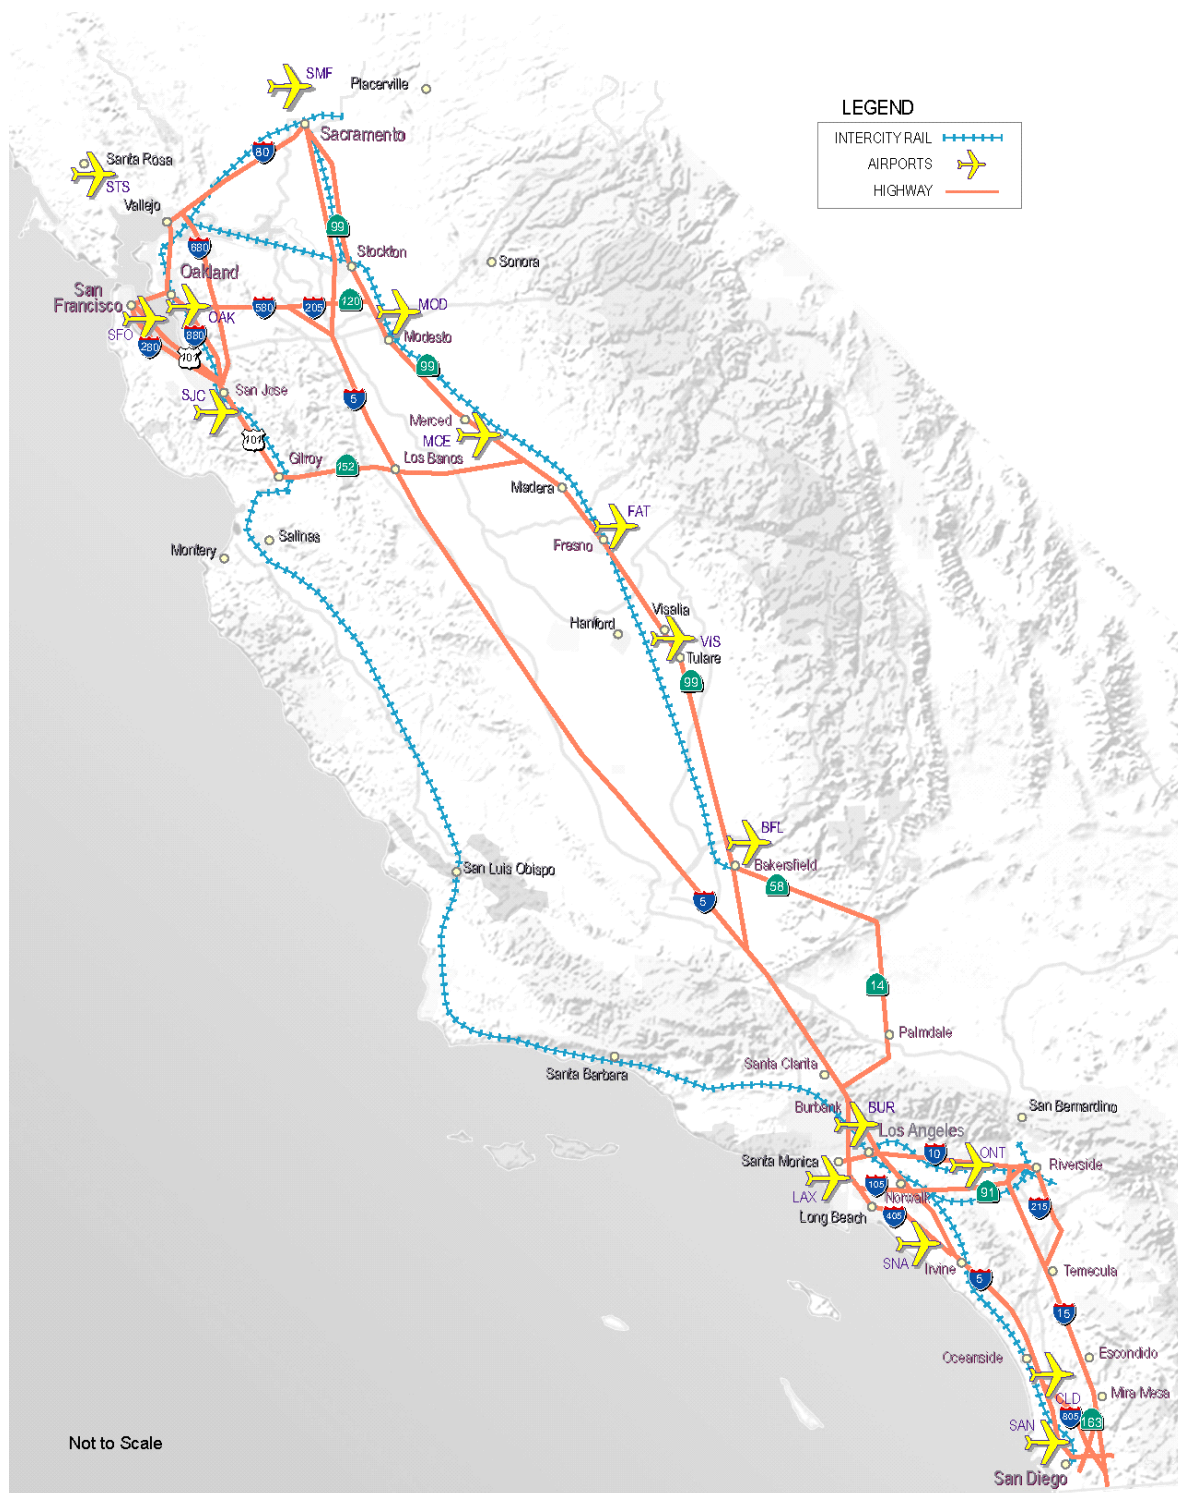 SMF
Placerville
LEGEND
INTERCITY RAIL
AIRPORTS
HIGHWAY
Sacramento
80
Santa Rosa
STS
Vallejo
99
680
Stockton
Sonora
Oakland
San
Francisco
OAK
580
205
120
MOD
SFO
280
880
101
Modesto
99
SJC
San Jose
5
Merced
MCE
101
Gilroy
152
Los Banos
Madera
FAT
Fresno
Salinas
Montery
Visalia
Hanford
VIS
Tulare
99
BFL
Bakersfield
58
San Luis Obispo
5
14
Palmdale
Santa Clarita
Santa Barbara
Burbank
BUR
San Bernardino
Los Angeles
10
ONT
Santa Monica
Riverside
LAX
105
Norwalk
91
Long Beach
405
215
SNA
Irvine
5
Temecula
15
Oceanside
Escondido
CLD
Mira Mesa
805
163
SAN
Not to Scale
San Diego